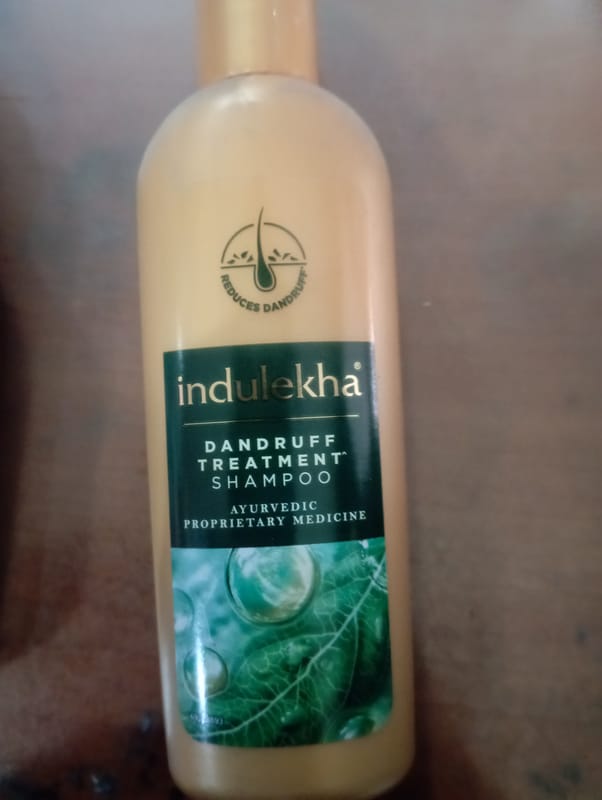 REDUCES DANDRUFF
indulekha®
DANDRUFF
TREATMENT^
SHAMPOO
AYURVEDIC
PROPRIETARY MEDICINE